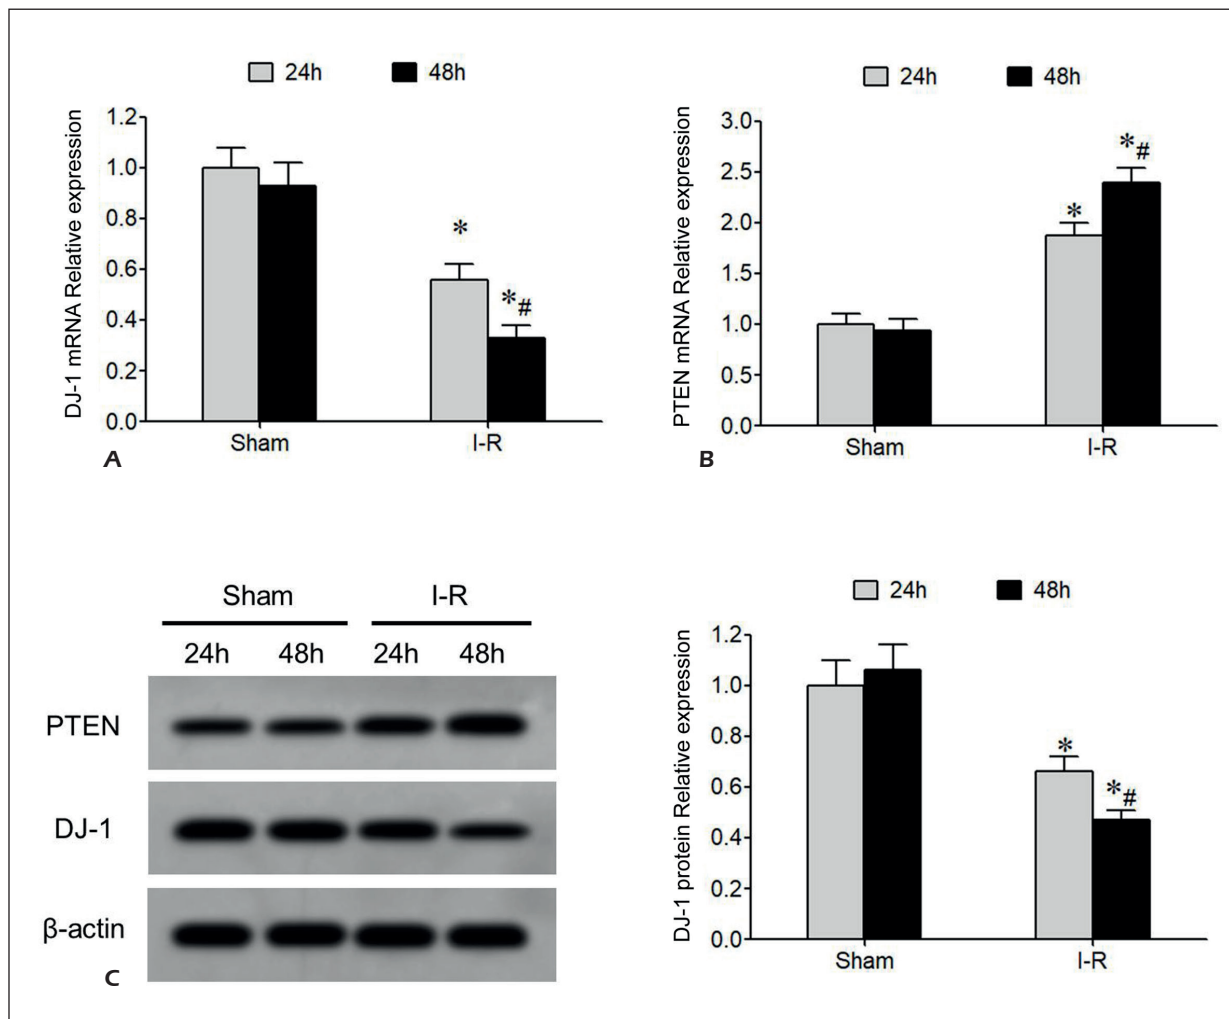 24h 48h
DJ-1 mRNA Relative expression
1.2
1.0
0.8
0.6
0.4
0.2
0.0
*
*#
Sham I-R
A
24h 48h
PTEN mRNA Relative expression
3.0
2.5
2.0
1.5
1.0
0.5
0.0
*
*#
Sham I-R
B
Sham I-R
24h 48h 24h 48h
PTEN
DJ-1
β-actin
C
24h 48h
DJ-1 protein Relative expression
1.2
1.0
0.8
0.6
0.4
0.2
0.0
*
*#
Sham I-R